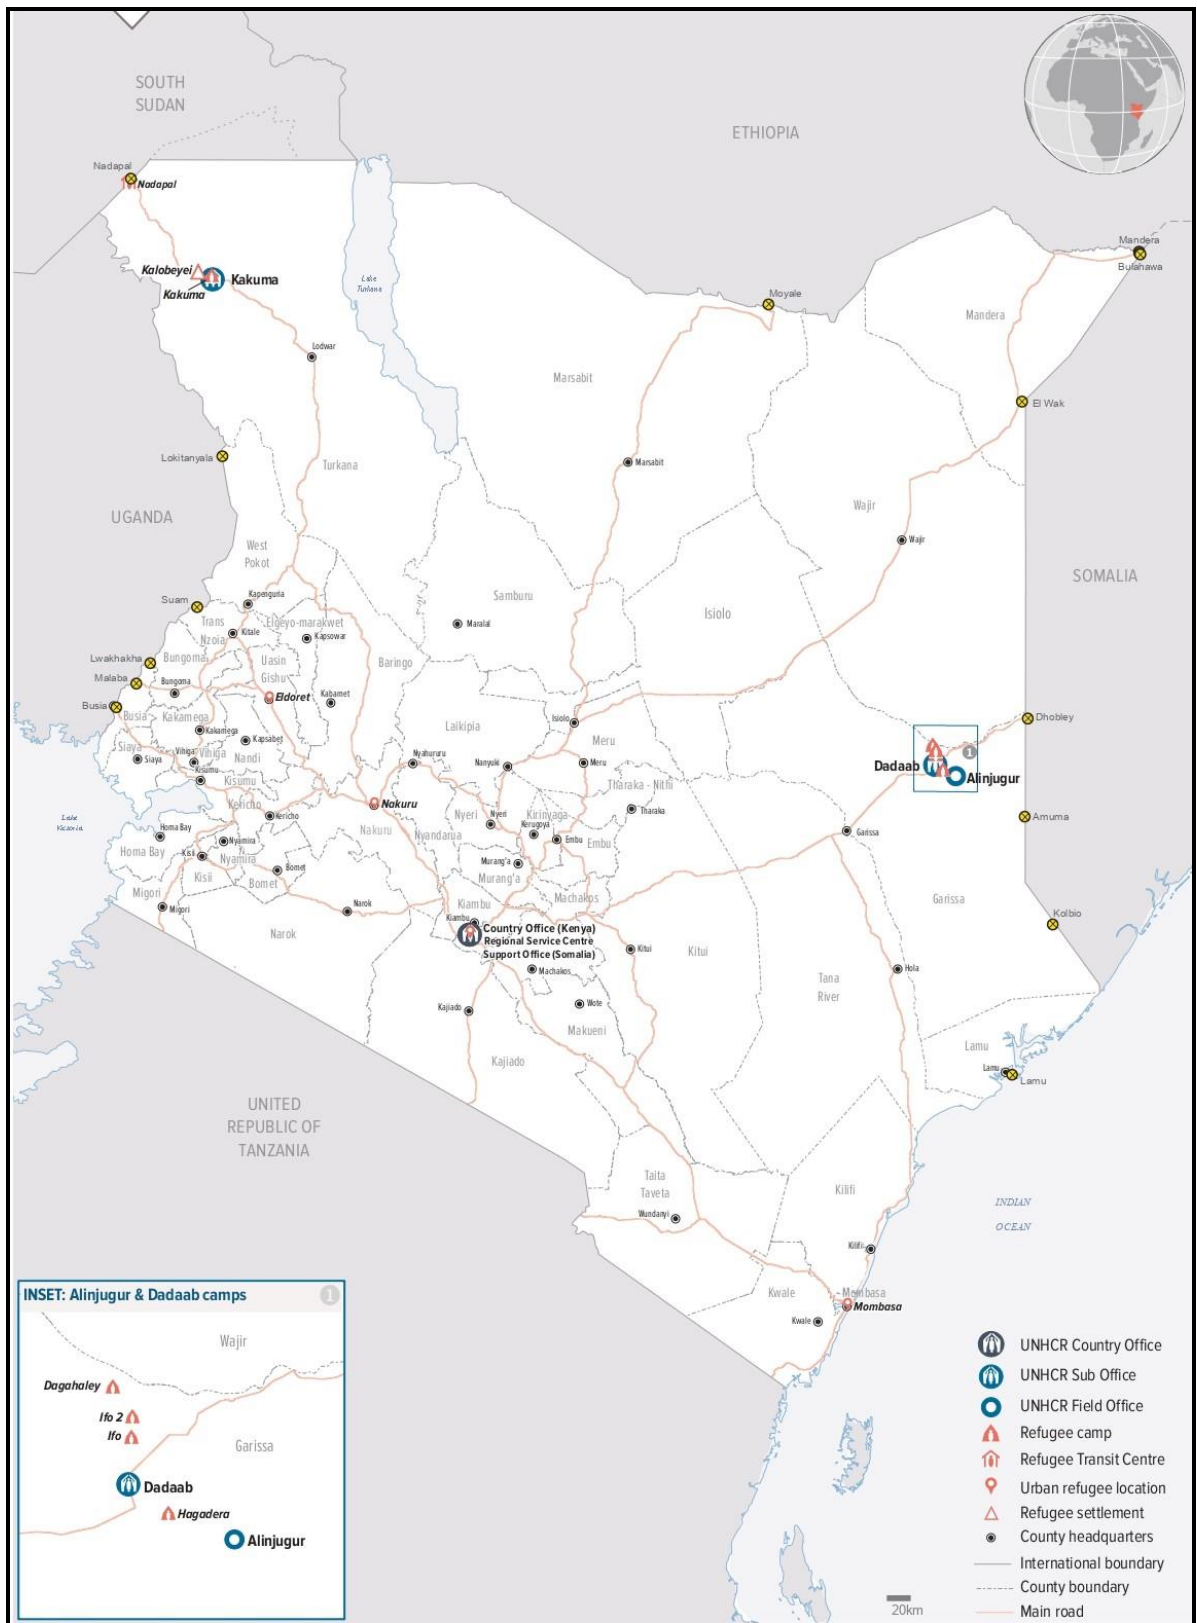 SOUTH
SUDAN
ETHIOPIA
Nadapal
Nadapal
Mandera
Bulahawa
Kalobeyei
Kakuma
Kakuma
Lake
Turkana
Moyale
Mandera
Lodwar
Marsabit
El Wak
Lokitanyala
Turkana
Marsabit
Wajir
UGANDA
Wajir
West
Pokot
SOMALIA
Suam
Kapenguria
Samburu
Isiolo
Trans
Nzoia
Kitale
Elgeyo-marakwet
Kapsowar
Maralal
Lwakhakha
Bungoma
Uasin
Gishu
Baringo
Malaba
Bungoma
Eldoret
Kabarnet
Busia
Busia
Kakamega
Laikipia
Isiolo
Dhobley
Kakamega
Siaya
Siaya
Vihiga
Vihiga
Kapsabet
Nandi
Nyahururu
Nanyuki
Meru
Meru
1
Dadaab
Alinjugur
Kisumu
Kisumu
Tharaka - Nithi
Tharaka
Nakuru
Kericho
Kericho
Lake
Victoria
Nyeri
Nyeri
Kirinyaga
Kerugoya
Amuma
Homa Bay
Homa Bay
Nyamira
Nyamira
Nakuru
Nyandarua
Embu
Embu
Garissa
Kisii
Kisii
Bomet
Bomet
Murang'a
Murang'a
Migori
Migori
Narok
Kiambu
Machakos
Garissa
Kiambu
Kolbio
Narok
Country Office (Kenya)
Regional Service Centre
Support Office (Somalia)
Kitui
Kitui
Machakos
Hola
Tana
River
Kajiado
Wote
Makueni
Kajiado
Lamu
Lamu
Lamu
UNITED
REPUBLIC OF
TANZANIA
Taita
Taveta
Kilifi
Wundanyi
INDIAN
OCEAN
Kilifi
Kwale
Mombasa
Mombasa
Kwale
INSET: Alinjugur & Dadaab camps
1
Wajir
Dagahaley
Ifo 2
Ifo
Garissa
Dadaab
Hagadera
Alinjugur
UNHCR Country Office
UNHCR Sub Office
UNHCR Field Office
Refugee camp
Refugee Transit Centre
Urban refugee location
Refugee settlement
County headquarters
International boundary
County boundary
Main road
20km